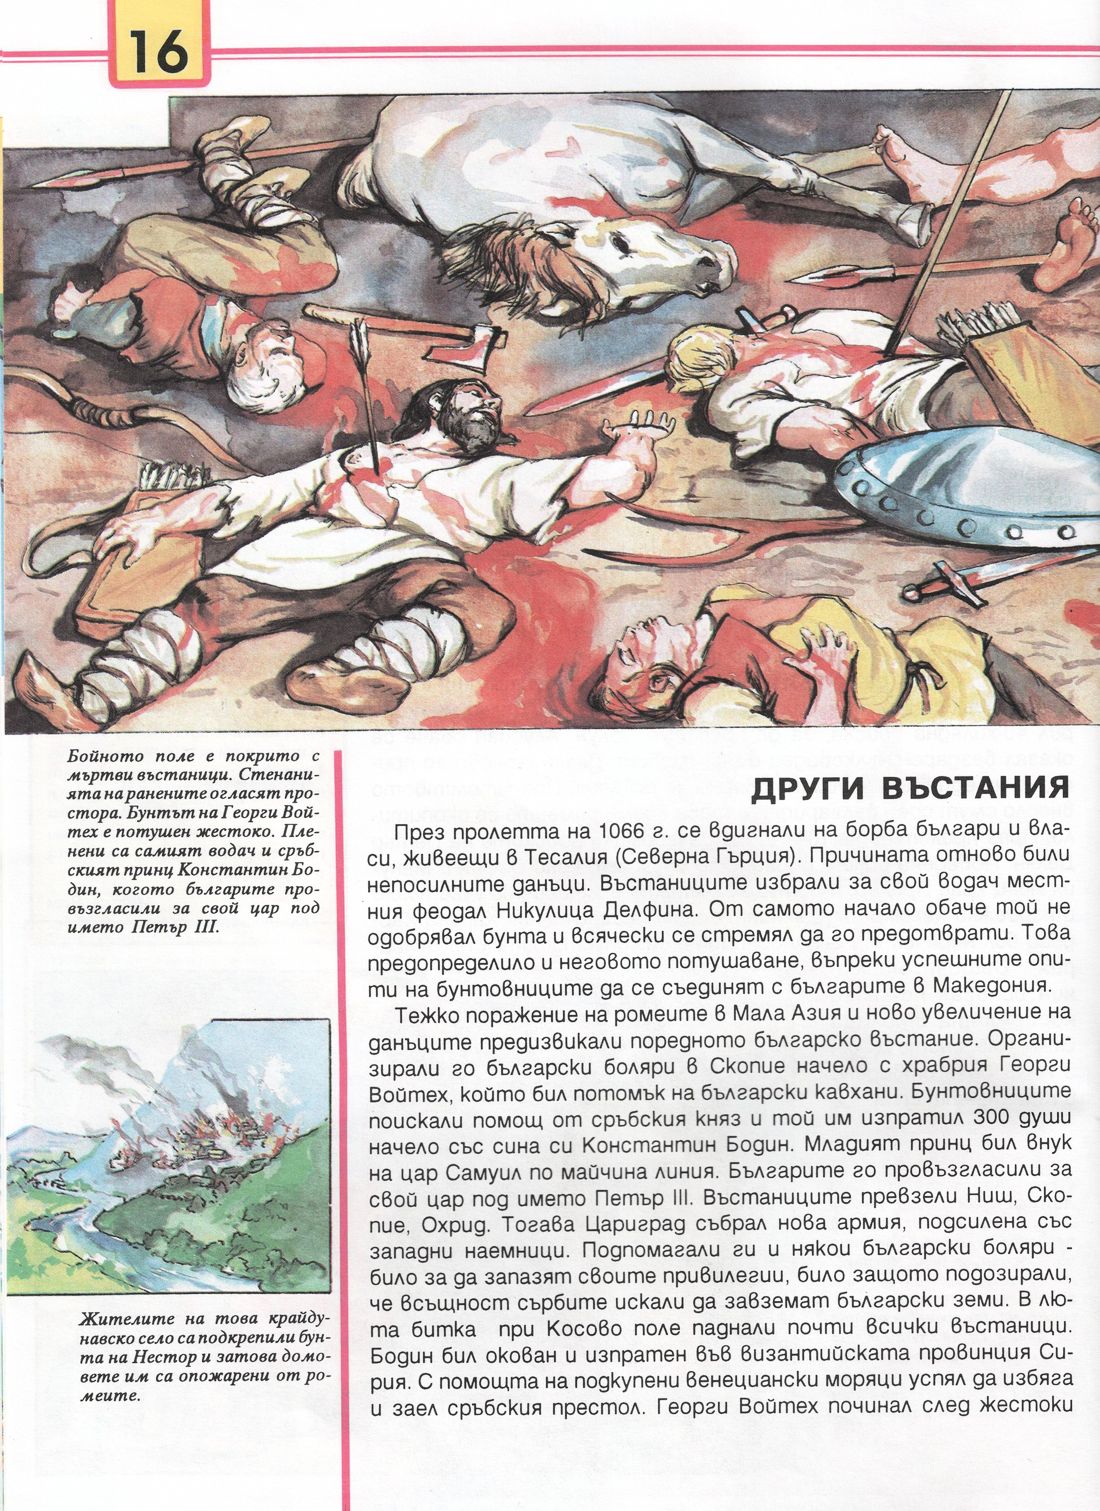 16
Бойното поле е покрито с
мъртви въстаници. Стенани-
ята на ранените огласят про-
стора. Бунтът на Георги Вой-
тех е потушен жестоко. Пле-
нени са самият водач и сръб-
ският принц Константин Бо-
дин, когото българите про-
възгласили за свой цар под
името Петър III.
Жителите на това крайду-
навско село са подкрепили бун-
та на Нестор и затова домо-
вете им са опожарени от ро-
меите.
ДРУГИ ВЪСТАНИЯ
През пролетта на 1066 г. се вдигнали на борба българи и вла-
си, живеещи в Тесалия (Северна Гърция). Причината отново били
непосилните данъци. Въстаниците избрали за свой водач мест-
ния феодал Никулица Делфина. От самото начало обаче той не
одобрявал бунта и всячески се стремял да го предотврати. Това
предопределило и неговото потушаване, въпреки успешните опи-
ти на бунтовниците да се съединят с българите в Македония.
Тежко поражение на ромеите в Мала Азия и ново увеличение на
данъците предизвикали поредното българско въстание. Органи-
зирали го български боляри в Скопие начело с храбрия Георги
Войтех, който бил потомък на български кавхани. Бунтовниците
поискали помощ от сръбския княз и той им изпратил 300 души
начело със сина си Константин Бодин. Младият принц бил внук
на цар Самуил по майчина линия. Българите го провъзгласили за
свой цар под името Петър III. Въстаниците превзели Ниш, Ско-
пие, Охрид. Тогава Цариград събрал нова армия, подсилена със
западни наемници. Подпомагали ги и някои български боляри -
било за да запазят своите привилегии, било защото подозирали,
че всъщност сърбите искали да завземат български земи. В лю-
та битка при Косово поле паднали почти всички въстаници.
Бодин бил окован и изпратен във византийската провинция Си-
рия. С помощта на подкупени венециански моряци успял да избяга
и заел сръбския престол. Георги Войтех починал след жестоки